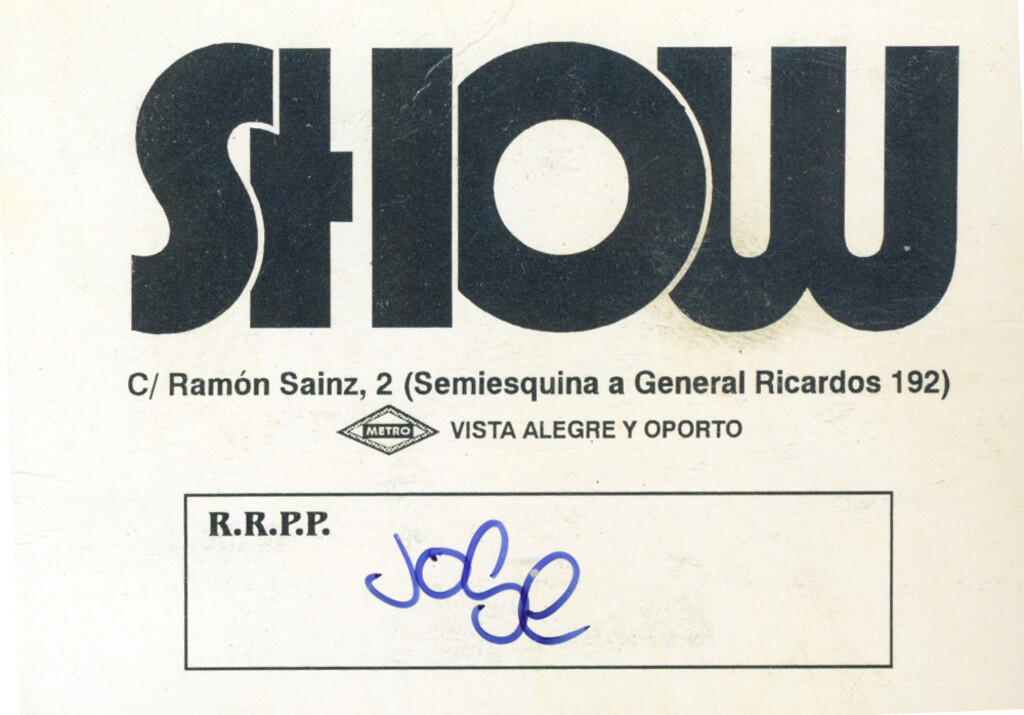 SHOW
C/ Ramón Sainz, 2 (Semiesquina a General Ricardos 192)
METRO VISTA ALEGRE Y OPORTO
R.R.P.P.
JOSE